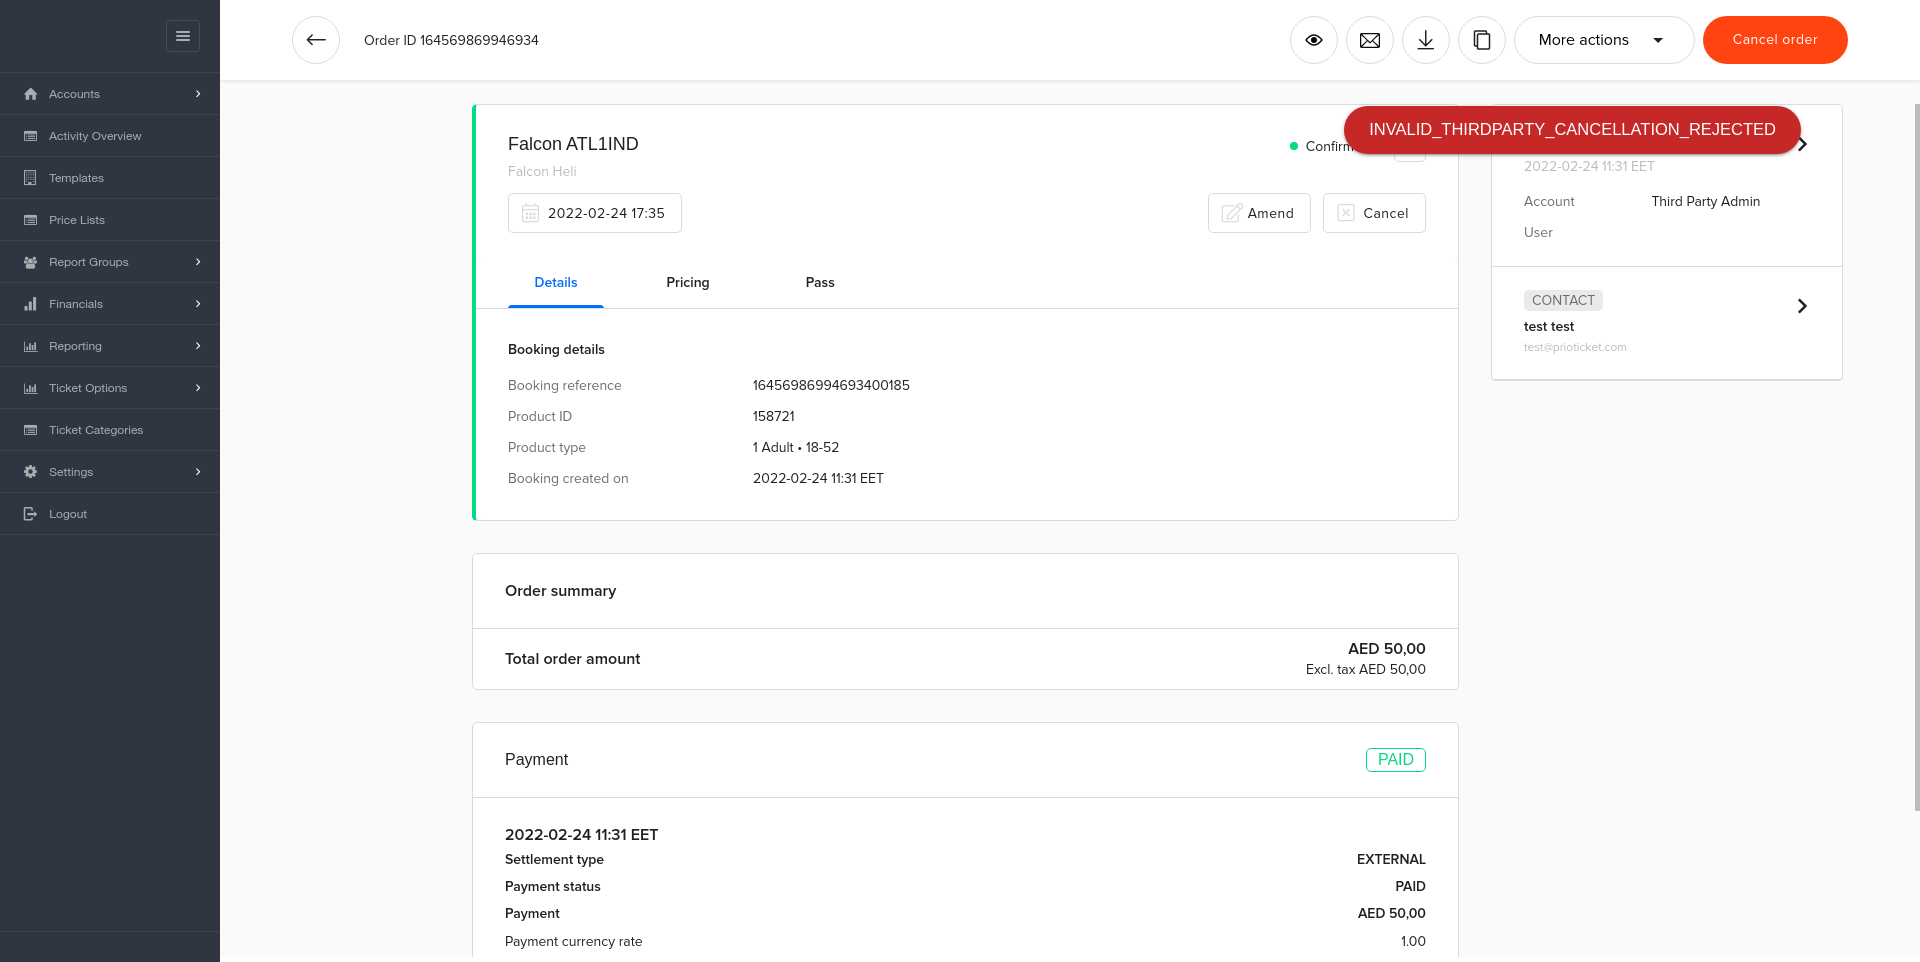 Order ID 164569869946934
More actions
Cancel order
Accounts
Activity Overview
Templates
Price Lists
Report Groups
Financials
Reporting
Ticket Options
Ticket Categories
Settings
Logout
Falcon ATL1IND
Falcon Heli
Confirm
2022-02-24 17:35
Amend
Cancel
Details
Pricing
Pass
Booking details
Booking reference
16456986994693400185
Product ID
158721
Product type
1 Adult • 18-52
Booking created on
2022-02-24 11:31 EET
Order summary
Total order amount
AED 50,00
Excl. tax AED 50,00
Payment
PAID
2022-02-24 11:31 EET
Settlement type
EXTERNAL
Payment status
PAID
Payment
AED 50,00
Payment currency rate
1.00
INVALID_THIRDPARTY_CANCELLATION_REJECTED
2022-02-24 11:31 EET
Account
Third Party Admin
User
CONTACT
test test
test@prioticket.com